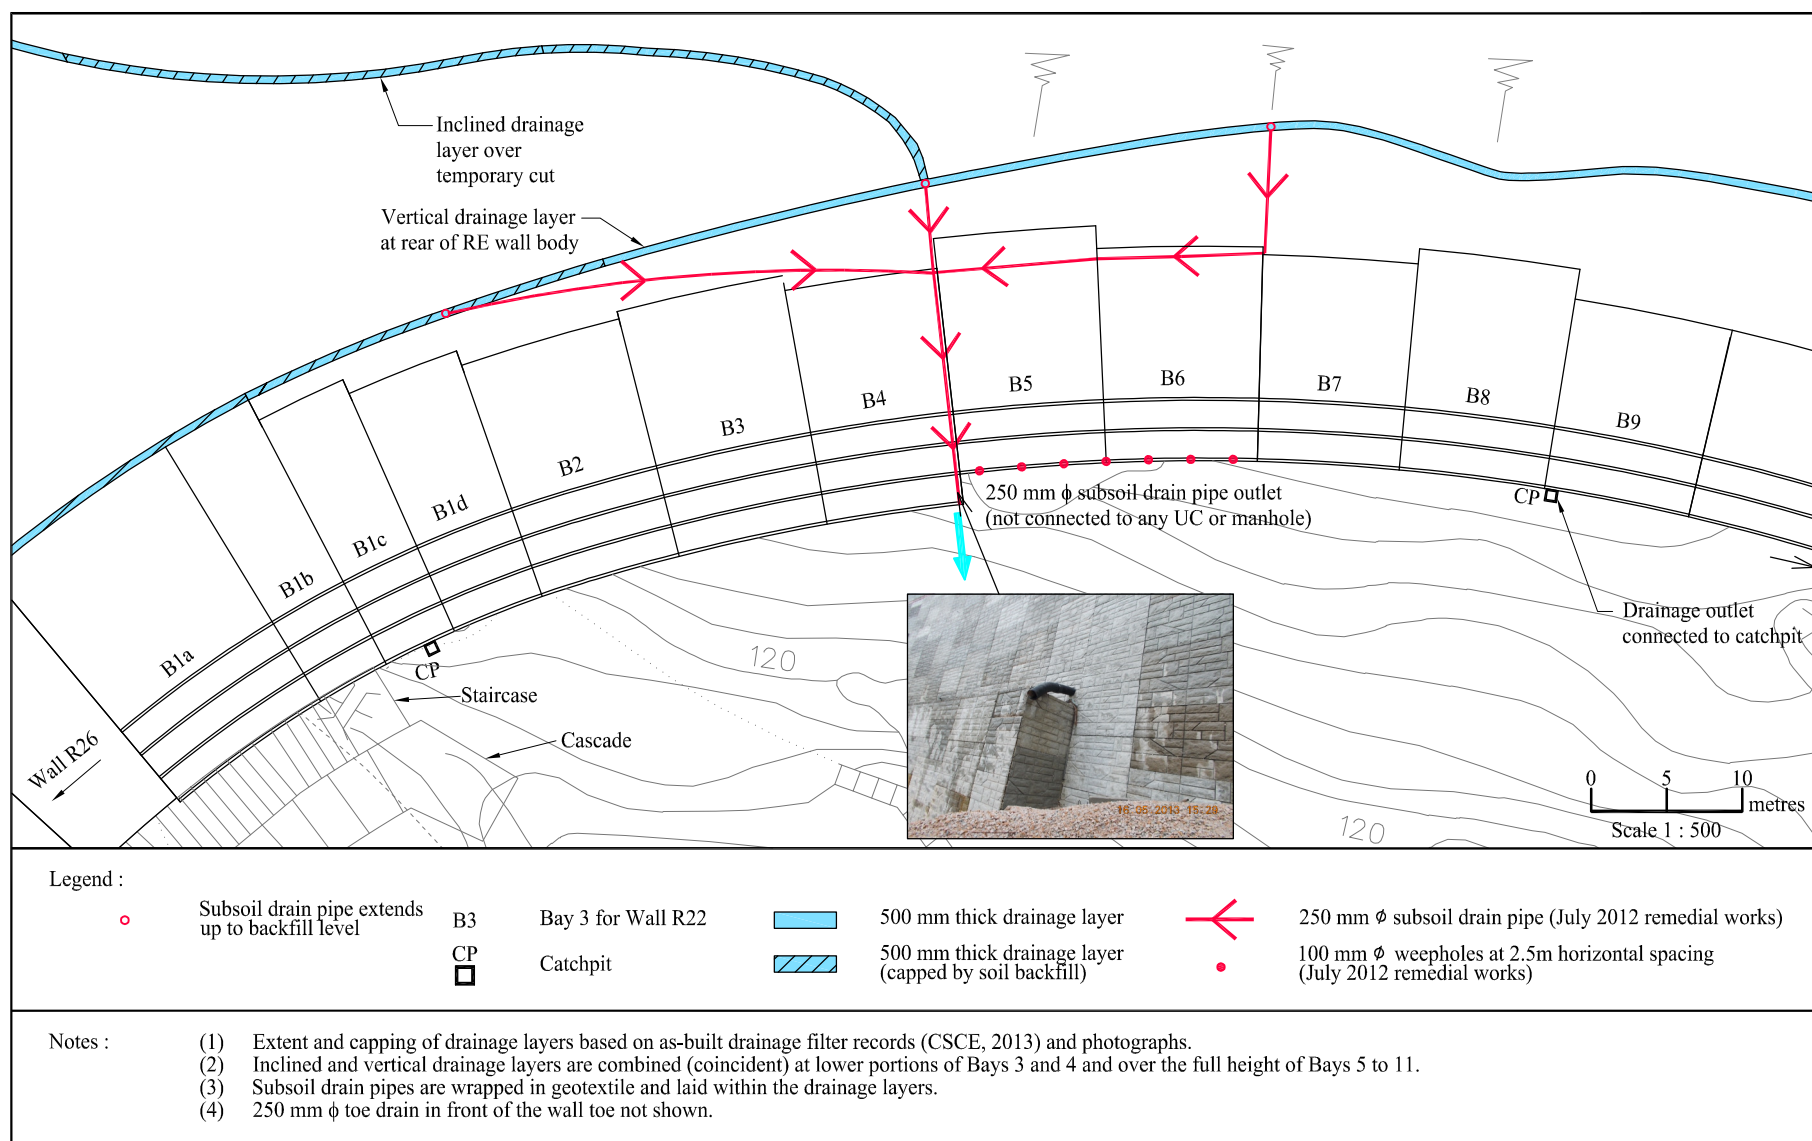 Inclined drainage
layer over
temporary cut
Vertical drainage layer
at rear of RE wall body
B1a
B1b
B1c
B1d
B2
B3
B4
B5
B6
B7
B8
B9
250 mm ϕ subsoil drain pipe outlet
(not connected to any UC or manhole)
CP
Drainage outlet
connected to catchpit
CP
Staircase
Cascade
Wall R26
120
120
0 5 10
metres
Scale 1 : 500
Legend :
Subsoil drain pipe extends
up to backfill level
B3
Bay 3 for Wall R22
CP
Catchpit
500 mm thick drainage layer
500 mm thick drainage layer
(capped by soil backfill)
250 mm ϕ subsoil drain pipe (July 2012 remedial works)
100 mm ϕ weepholes at 2.5m horizontal spacing
(July 2012 remedial works)
Notes :
(1) Extent and capping of drainage layers based on as-built drainage filter records (CSCE, 2013) and photographs.
(2) Inclined and vertical drainage layers are combined (coincident) at lower portions of Bays 3 and 4 and over the full height of Bays 5 to 11.
(3) Subsoil drain pipes are wrapped in geotextile and laid within the drainage layers.
(4) 250 mm ϕ toe drain in front of the wall toe not shown.